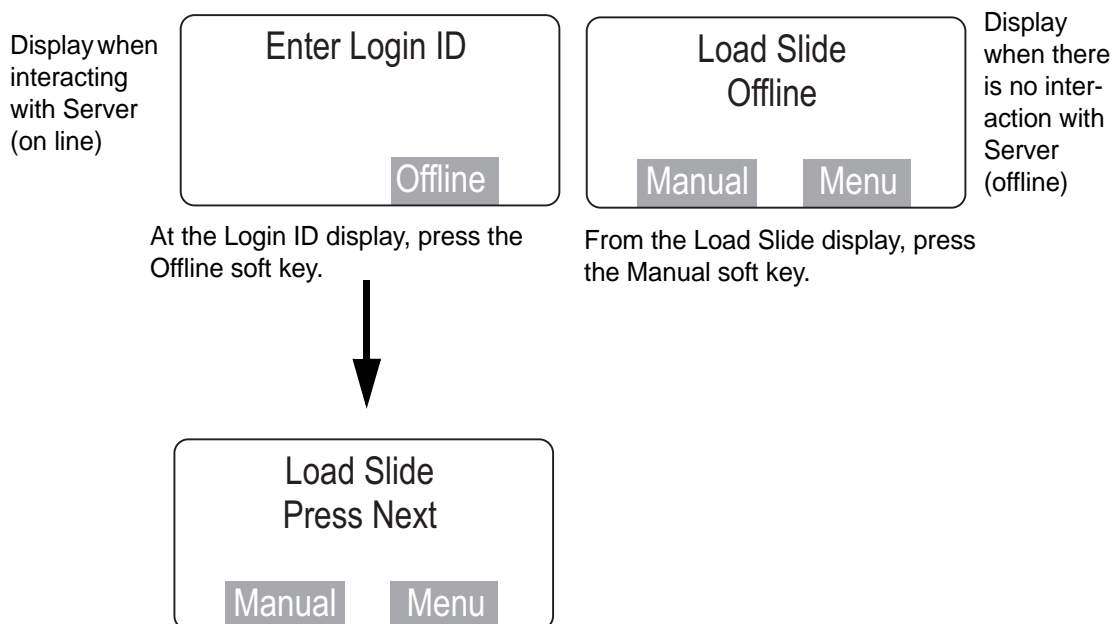 Display when
interacting
with Server
(on line)
Enter Login ID
Offline
At the Login ID display, press the
Offline soft key.
Load Slide
Offline
Manual Menu
Display
when there
is no inter-
action with
Server
(offline)
From the Load Slide display, press
the Manual soft key.
Load Slide
Press Next
Manual Menu